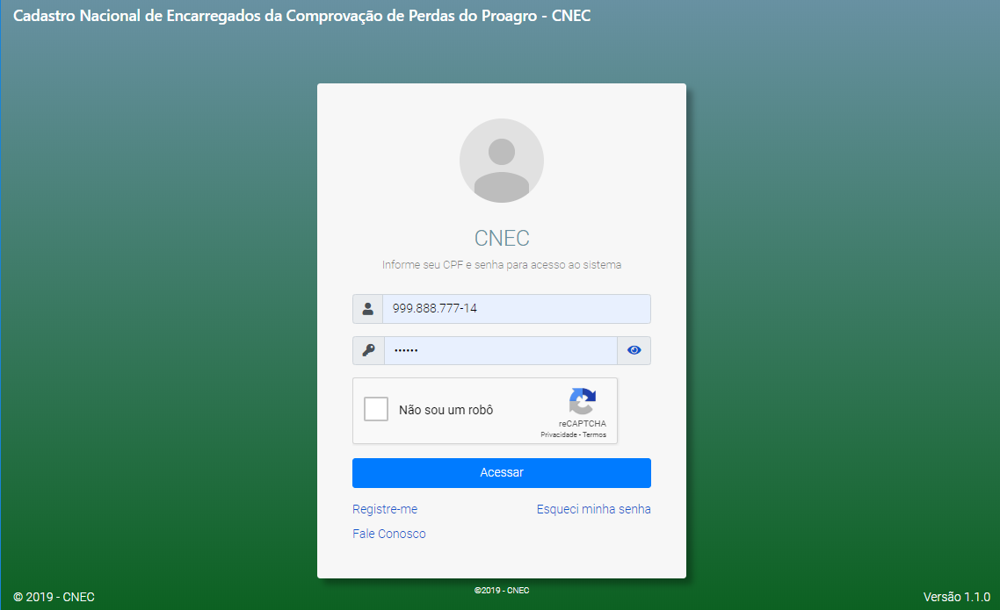 Cadastro Nacional de Encarregados da Comprovação de Perdas do Proagro - CNEC
CNEC
Informe seu CPF e senha para acesso ao sistema
999.888.777-14
••••••
Não sou um robô
reCAPTCHA
Privacidade - Termos
Acessar
Registre-me
Esqueci minha senha
Fale Conosco
©2019 - CNEC
© 2019 - CNEC
Versão 1.1.0